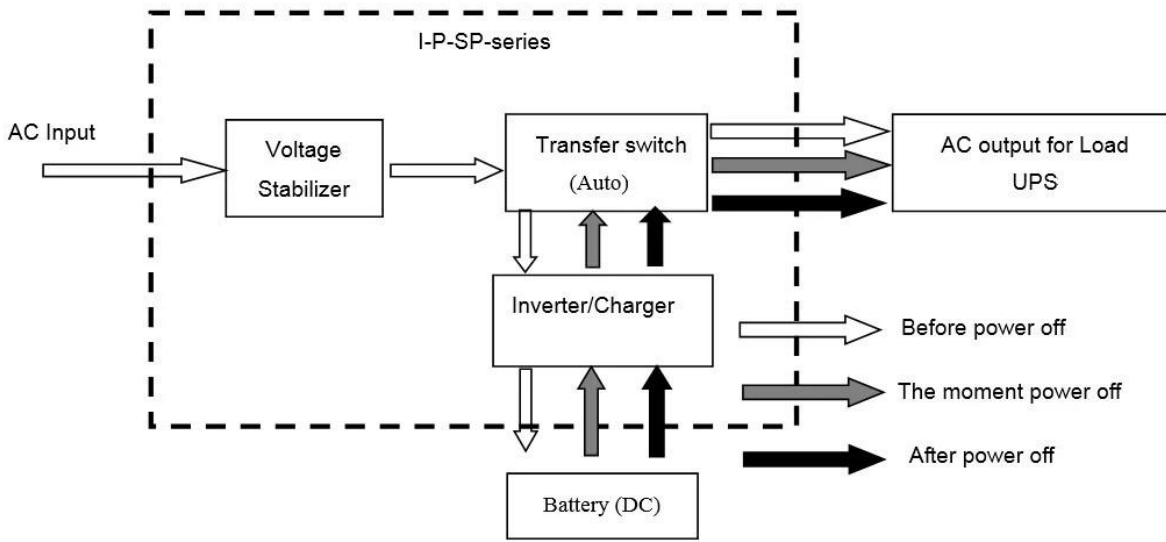 I-P-SP-series
AC Input
Voltage
Stabilizer
Transfer switch
(Auto)
AC output for Load
UPS
Inverter/Charger
Before power off
The moment power off
After power off
Battery (DC)